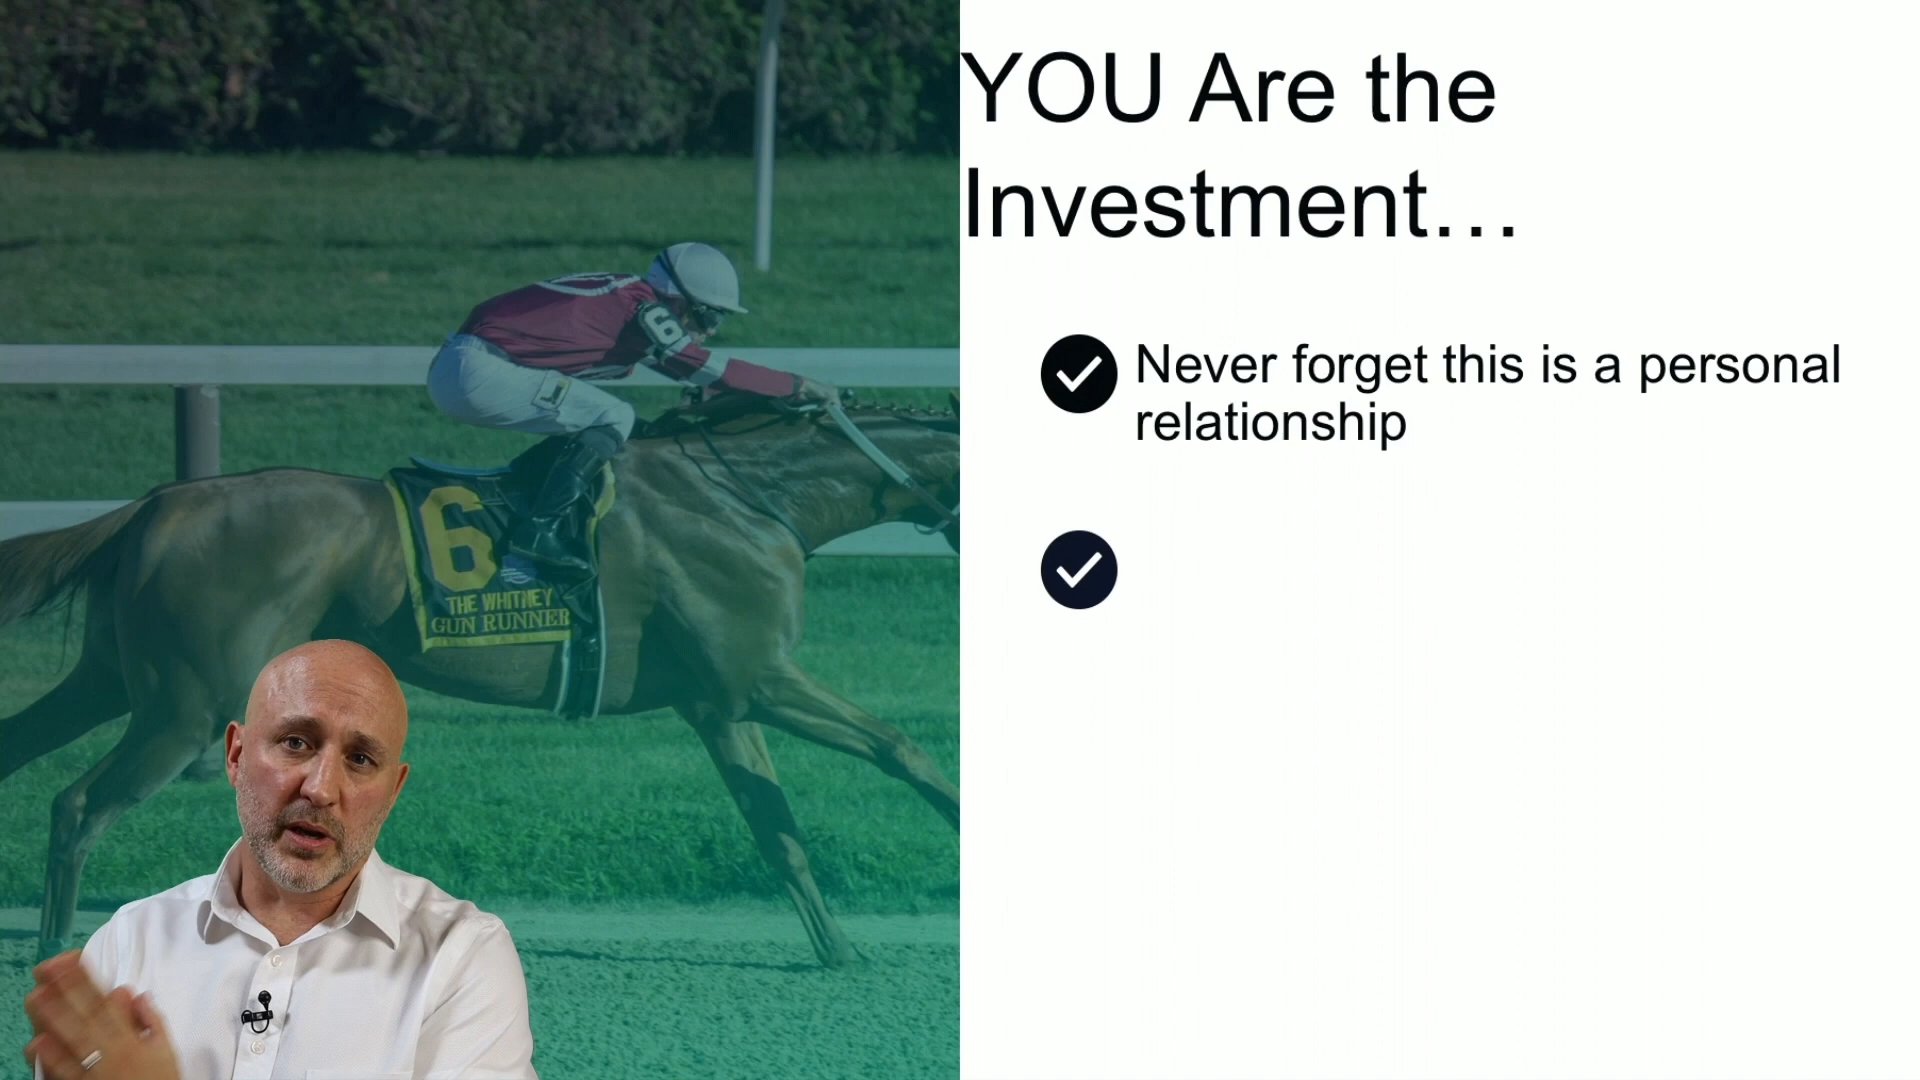 YOU Are the
Investment…
Never forget this is a personal
relationship
6
6
THE WHITNEY
GUN RUNNER